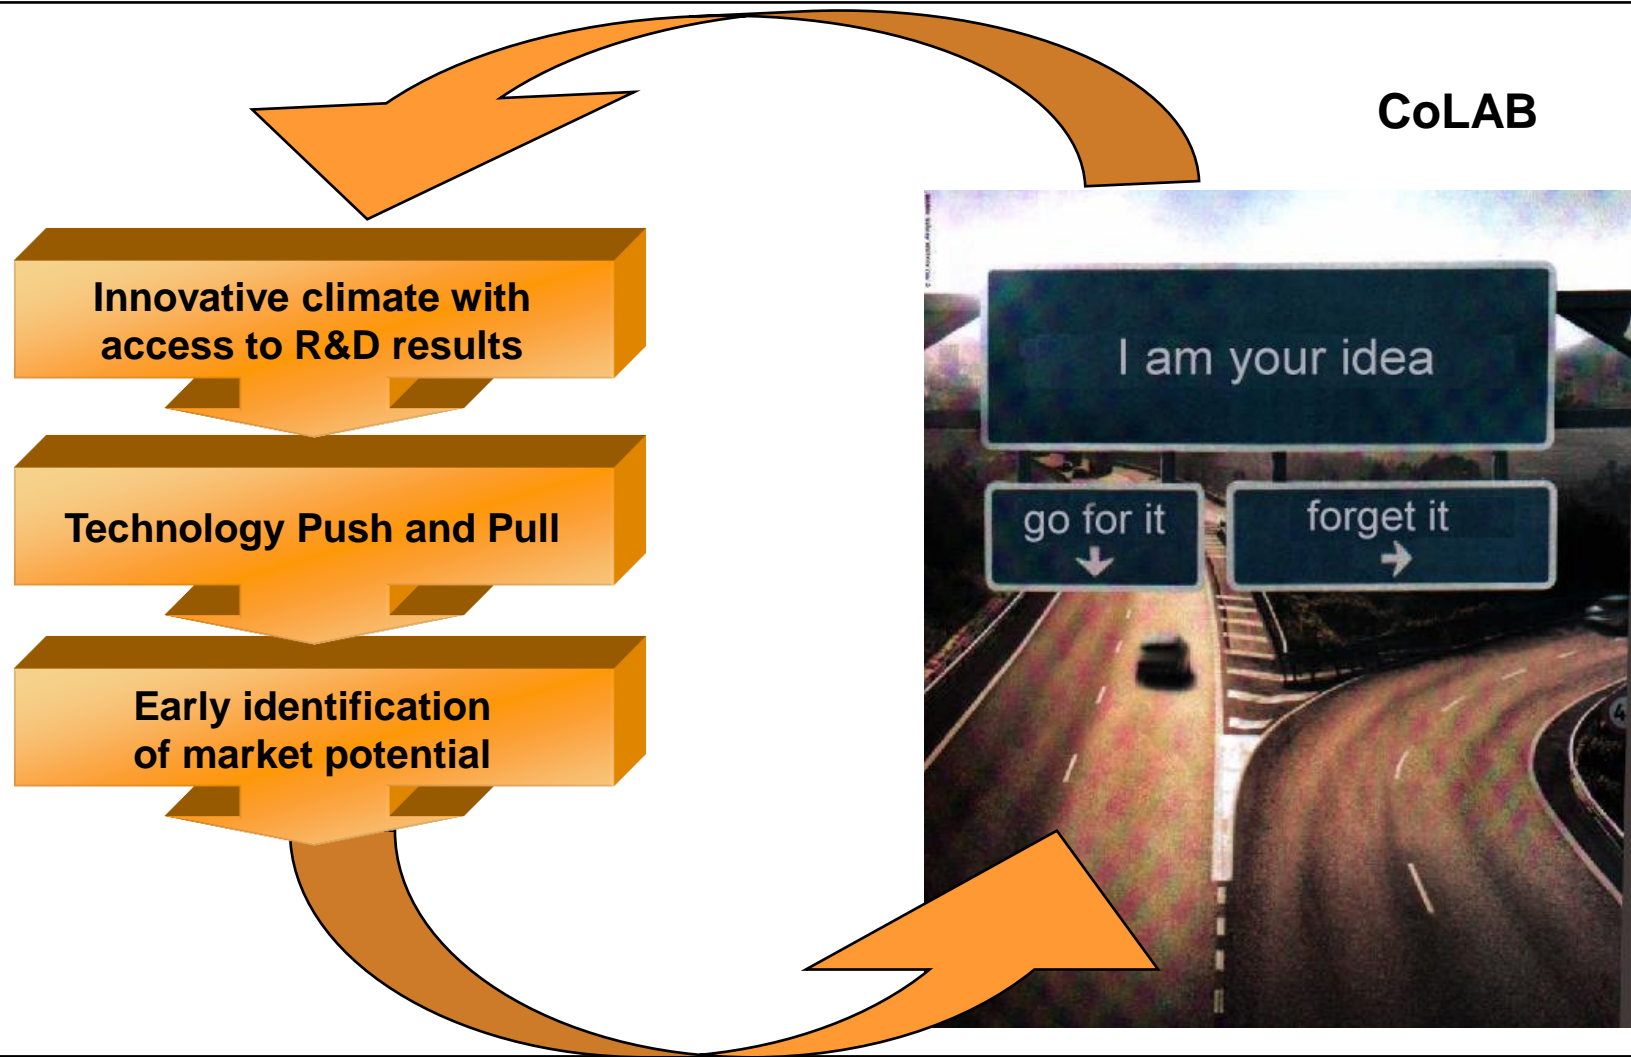 CoLAB
Innovative climate with
access to R&D results
Technology Push and Pull
Early identification
of market potential
I am your idea
go for it
forget it
4